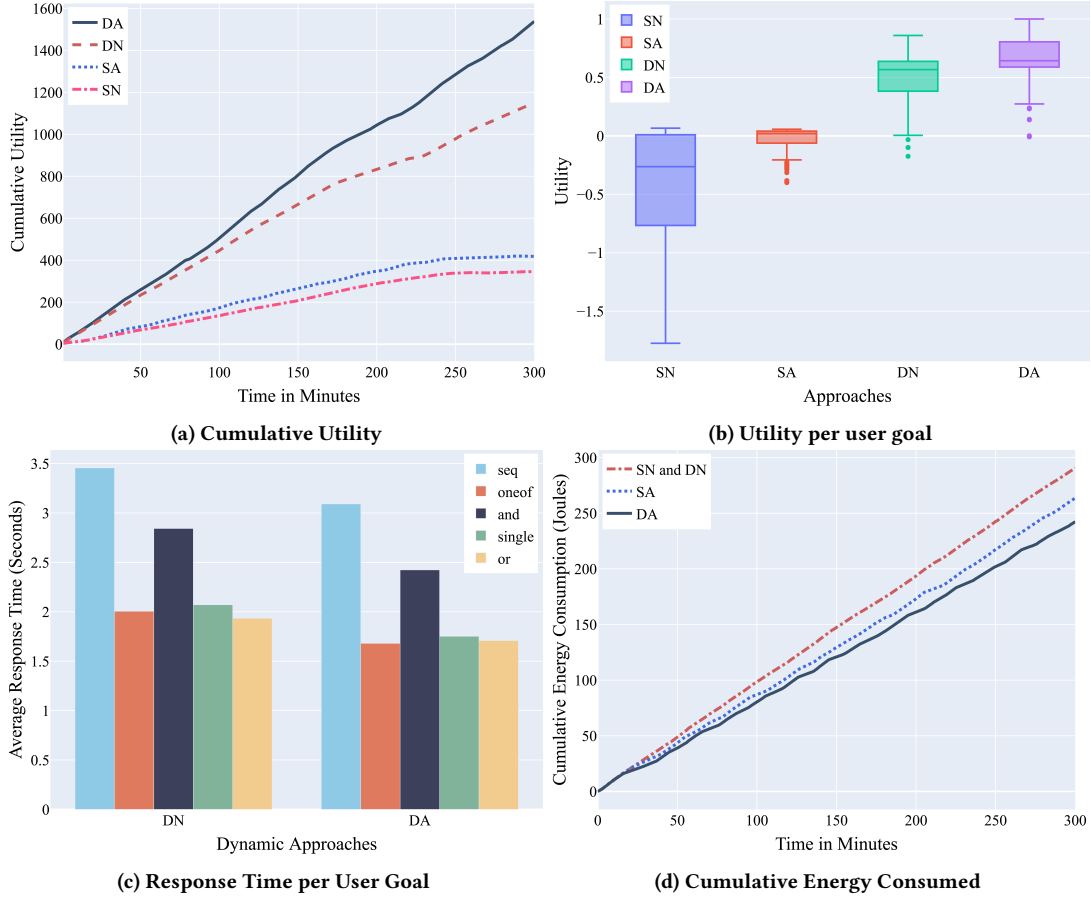 1600
1400
1200
1000
800
600
400
200
0
Cumulative Utility
DA
DN
SA
SN
50 100 150 200 250 300
Time in Minutes
(a) Cumulative Utility
1
0.5
0
−0.5
−1
−1.5
Utility
SN
SA
DN
DA
SN SA DN DA
Approaches
(b) Utility per user goal
3.5
3
2.5
2
1.5
1
0.5
0
Average Response Time (Seconds)
seq
oneof
and
single
or
DN DA
Dynamic Approaches
(c) Response Time per User Goal
300
250
200
150
100
50
0
Cumulative Energy Consumption (Joules)
SN and DN
SA
DA
0 50 100 150 200 250 300
Time in Minutes
(d) Cumulative Energy Consumed